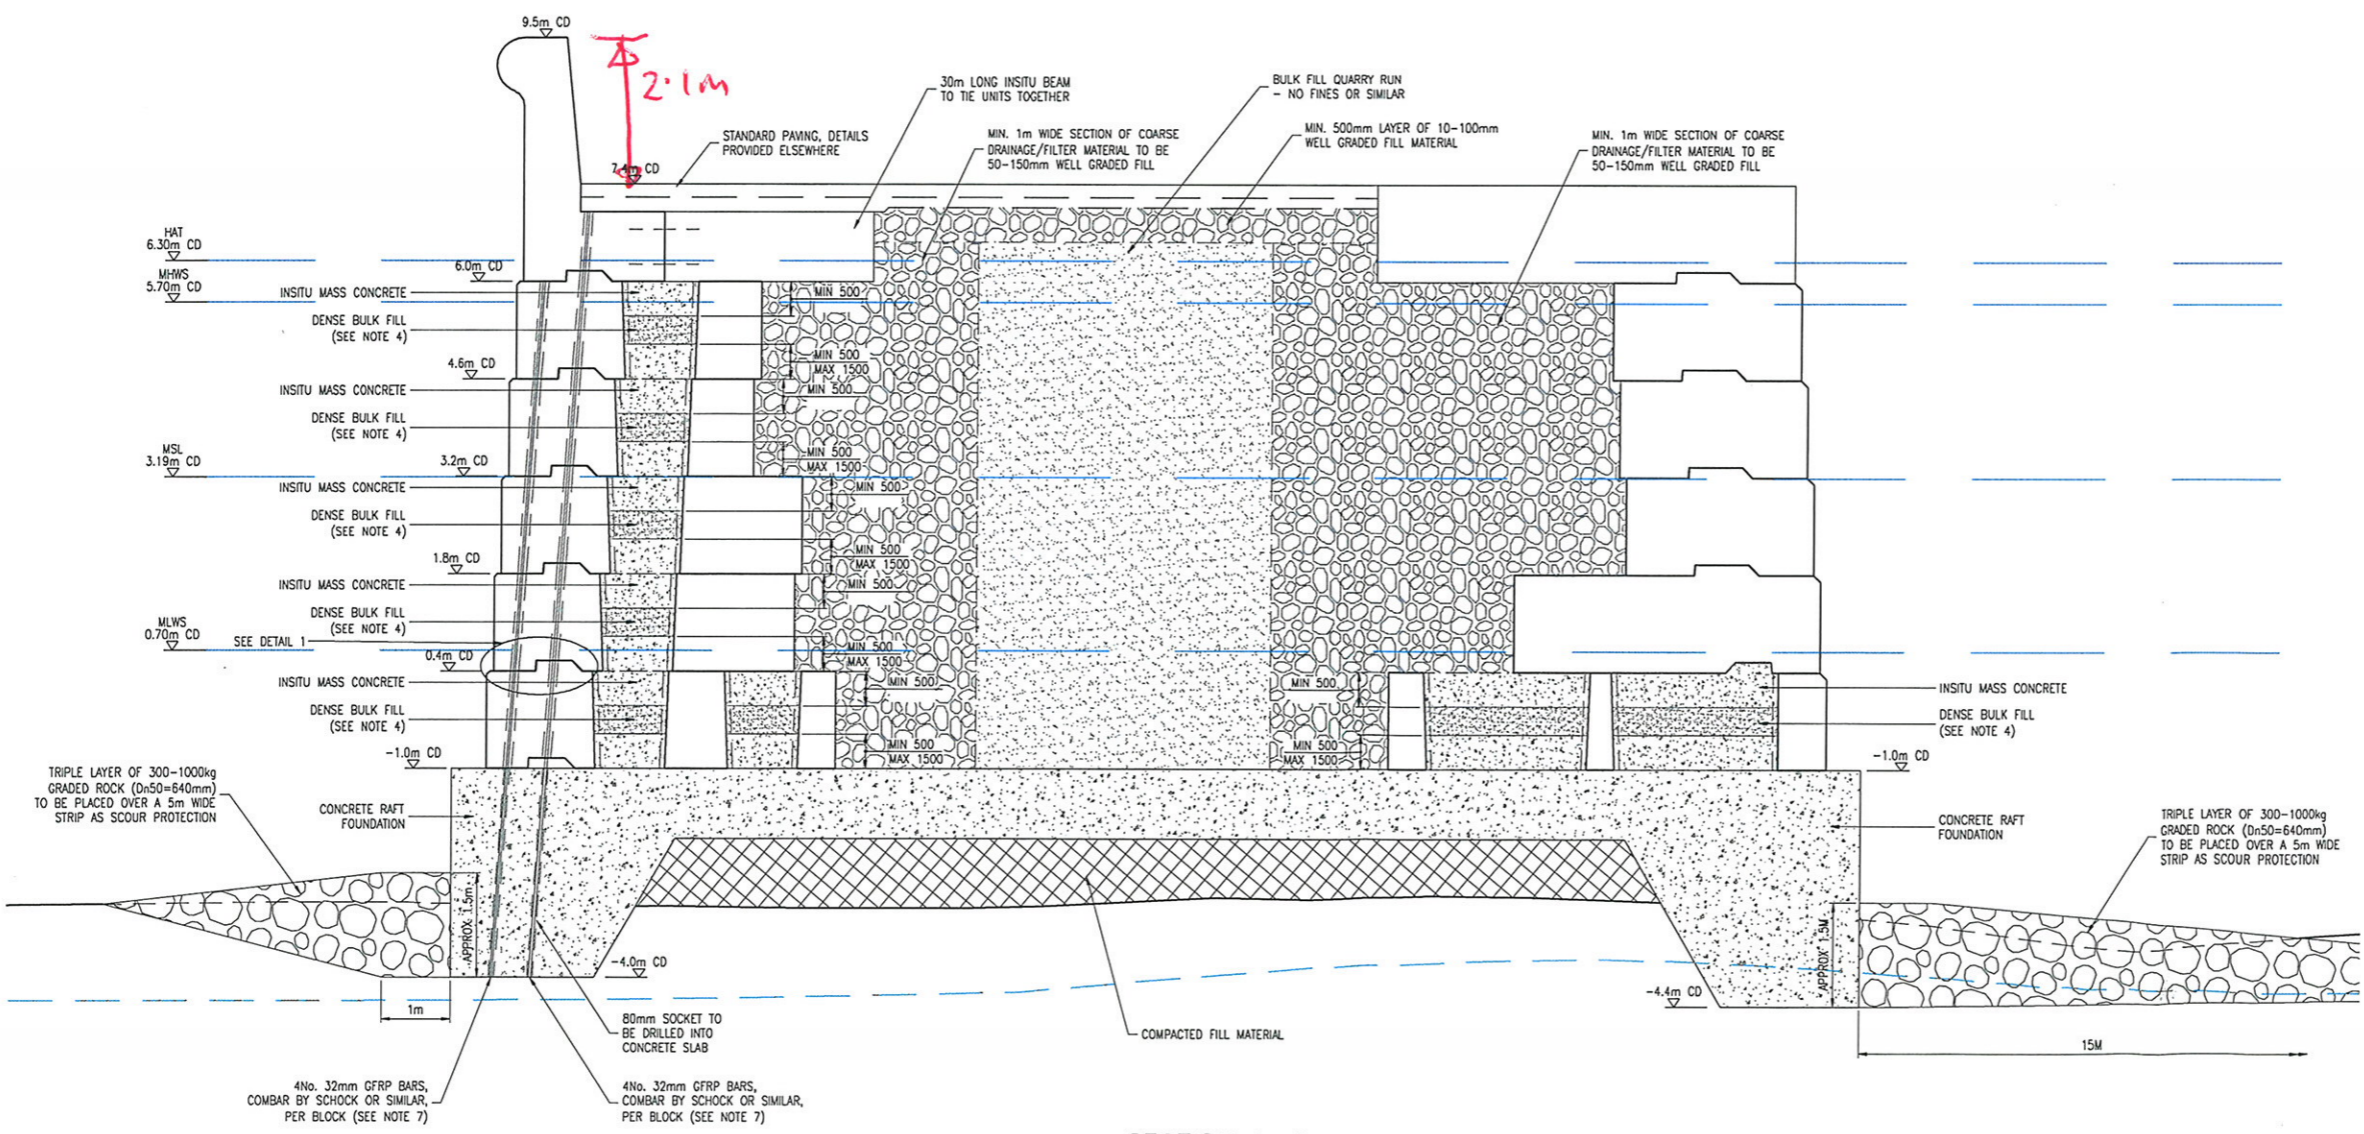 9.5m CD
2.1m
30m LONG INSITU BEAM
TO TIE UNITS TOGETHER
BULK FILL QUARRY RUN
- NO FINES OR SIMILAR
STANDARD PAVING, DETAILS
PROVIDED ELSEWHERE
MIN. 1m WIDE SECTION OF COARSE
DRAINAGE/FILTER MATERIAL TO BE
50-150mm WELL GRADED FILL
MIN. 500mm LAYER OF 10-100mm
WELL GRADED FILL MATERIAL
MIN. 1m WIDE SECTION OF COARSE
DRAINAGE/FILTER MATERIAL TO BE
50-150mm WELL GRADED FILL
7.4m CD
HAT
6.30m CD
MHWS
5.70m CD
6.0m CD
INSITU MASS CONCRETE
DENSE BULK FILL
(SEE NOTE 4)
MIN 500
MIN 500
MAX 1500
4.6m CD
INSITU MASS CONCRETE
DENSE BULK FILL
(SEE NOTE 4)
MIN 500
MIN 500
MAX 1500
MSL
3.19m CD
3.2m CD
INSITU MASS CONCRETE
DENSE BULK FILL
(SEE NOTE 4)
MIN 500
MIN 500
MAX 1500
1.8m CD
INSITU MASS CONCRETE
DENSE BULK FILL
(SEE NOTE 4)
MIN 500
MIN 500
MAX 1500
MLWS
0.70m CD
SEE DETAIL 1
0.4m CD
INSITU MASS CONCRETE
DENSE BULK FILL
(SEE NOTE 4)
MIN 500
MIN 500
MAX 1500
MIN 500
MIN 500
MAX 1500
INSITU MASS CONCRETE
DENSE BULK FILL
(SEE NOTE 4)
-1.0m CD
-1.0m CD
TRIPLE LAYER OF 300-1000kg
GRADED ROCK (Dn50=640mm)
TO BE PLACED OVER A 5m WIDE
STRIP AS SCOUR PROTECTION
CONCRETE RAFT
FOUNDATION
CONCRETE RAFT
FOUNDATION
TRIPLE LAYER OF 300-1000kg
GRADED ROCK (Dn50=640mm)
TO BE PLACED OVER A 5m WIDE
STRIP AS SCOUR PROTECTION
APPROX 1.5m
APPROX 1.5M
-4.0m CD
-4.4m CD
1m
80mm SOCKET TO
BE DRILLED INTO
CONCRETE SLAB
COMPACTED FILL MATERIAL
15M
4No. 32mm GFRP BARS,
COMBAR BY SCHOCK OR SIMILAR,
PER BLOCK (SEE NOTE 7)
4No. 32mm GFRP BARS,
COMBAR BY SCHOCK OR SIMILAR,
PER BLOCK (SEE NOTE 7)